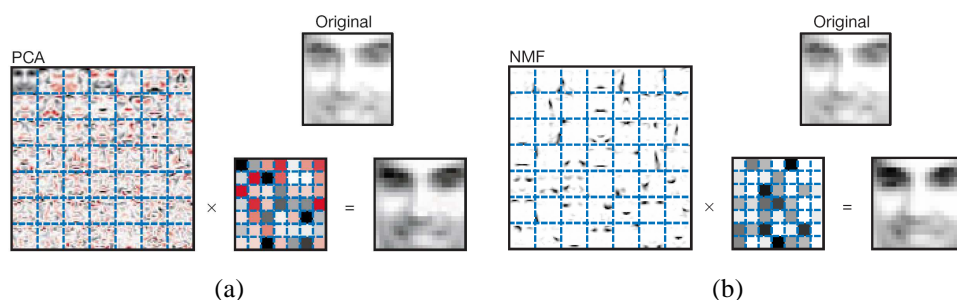 Original
PCA
× =
(a)
Original
NMF
× =
(b)